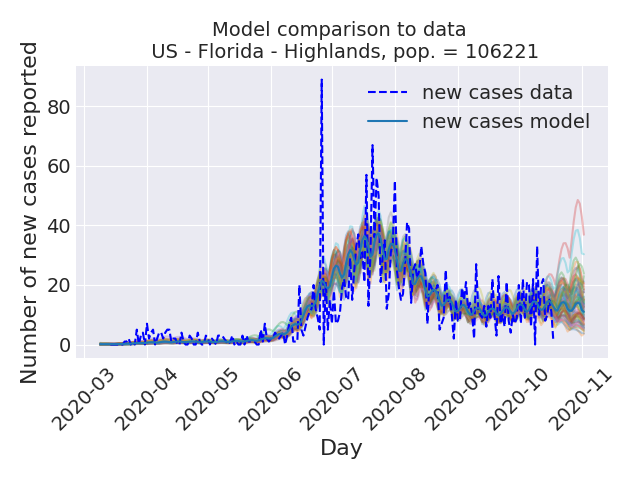 Model comparison to data
US - Florida - Highlands, pop. = 106221
Number of new cases reported
80
60
40
20
0
new cases data
new cases model
2020-03
2020-04
2020-05
2020-06
2020-07
2020-08
2020-09
2020-10
2020-11
Day